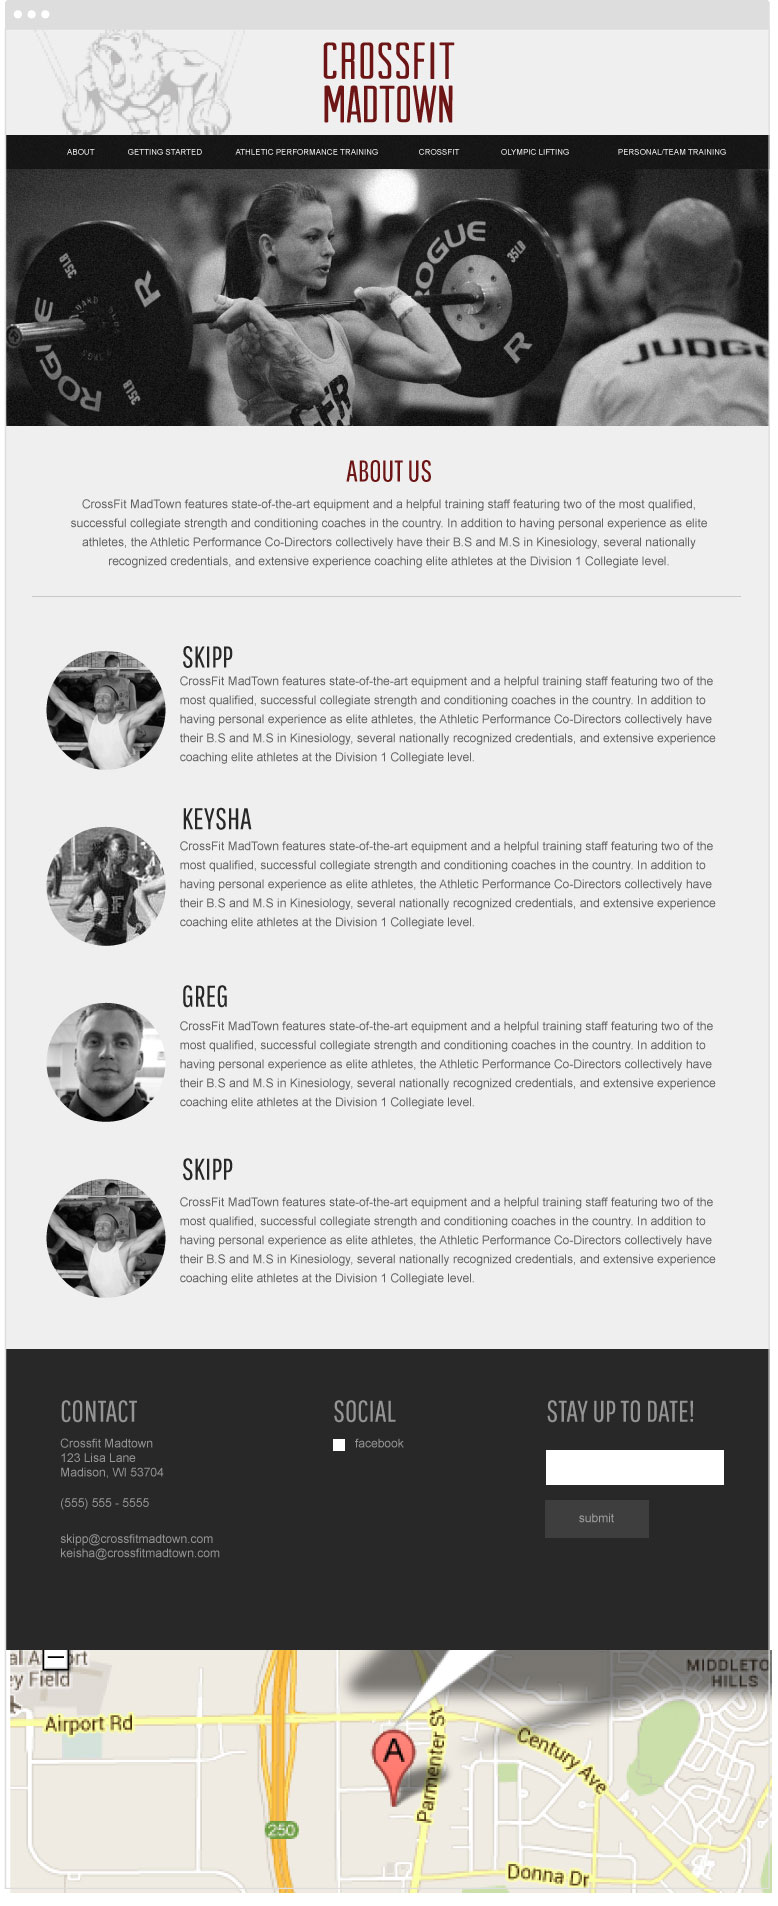 CROSSFIT
MADTOWN
ABOUT GETTING STARTED ATHLETIC PERFORMANCE TRAINING CROSSFIT OLYMPIC LIFTING PERSONAL/TEAM TRAINING
35LB
R
ROGUE
35LB
ROGUE
35LB
R
CFR
JUDGE
ABOUT US
CrossFit MadTown features state-of-the-art equipment and a helpful training staff featuring two of the most qualified,
successful collegiate strength and conditioning coaches in the country. In addition to having personal experience as elite
athletes, the Athletic Performance Co-Directors collectively have their B.S and M.S in Kinesiology, several nationally
recognized credentials, and extensive experience coaching elite athletes at the Division 1 Collegiate level.
SKIPP
CrossFit MadTown features state-of-the-art equipment and a helpful training staff featuring two of the
most qualified, successful collegiate strength and conditioning coaches in the country. In addition to
having personal experience as elite athletes, the Athletic Performance Co-Directors collectively have
their B.S and M.S in Kinesiology, several nationally recognized credentials, and extensive experience
coaching elite athletes at the Division 1 Collegiate level.
KEYSHA
CrossFit MadTown features state-of-the-art equipment and a helpful training staff featuring two of the
most qualified, successful collegiate strength and conditioning coaches in the country. In addition to
having personal experience as elite athletes, the Athletic Performance Co-Directors collectively have
their B.S and M.S in Kinesiology, several nationally recognized credentials, and extensive experience
coaching elite athletes at the Division 1 Collegiate level.
F
GREG
CrossFit MadTown features state-of-the-art equipment and a helpful training staff featuring two of the
most qualified, successful collegiate strength and conditioning coaches in the country. In addition to
having personal experience as elite athletes, the Athletic Performance Co-Directors collectively have
their B.S and M.S in Kinesiology, several nationally recognized credentials, and extensive experience
coaching elite athletes at the Division 1 Collegiate level.
SKIPP
CrossFit MadTown features state-of-the-art equipment and a helpful training staff featuring two of the
most qualified, successful collegiate strength and conditioning coaches in the country. In addition to
having personal experience as elite athletes, the Athletic Performance Co-Directors collectively have
their B.S and M.S in Kinesiology, several nationally recognized credentials, and extensive experience
coaching elite athletes at the Division 1 Collegiate level.
CONTACT
Crossfit Madtown
123 Lisa Lane
Madison, WI 53704
(555) 555 - 5555
skipp@crossfitmadtown.com
keisha@crossfitmadtown.com
SOCIAL
facebook
STAY UP TO DATE!
submit
al Airport
ey Field
MIDDLETO
HILLS
Airport Rd
A
Parmenter St
Century Ave
250
Donna Dr